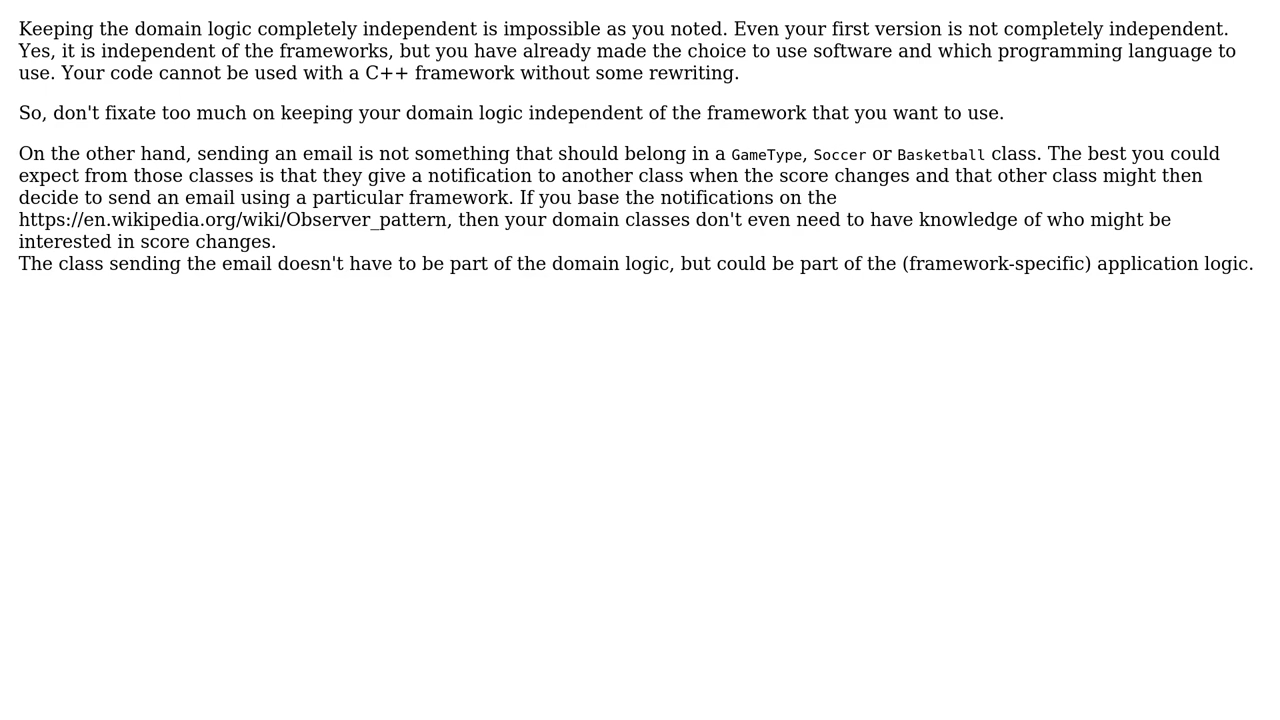 Keeping the domain logic completely independent is impossible as you noted. Even your first version is not completely independent.
Yes, it is independent of the frameworks, but you have already made the choice to use software and which programming language to
use. Your code cannot be used with a C++ framework without some rewriting.
So, don't fixate too much on keeping your domain logic independent of the framework that you want to use.
On the other hand, sending an email is not something that should belong in a GameType, Soccer or Basketball class. The best you could
expect from those classes is that they give a notification to another class when the score changes and that other class might then
decide to send an email using a particular framework. If you base the notifications on the
https://en.wikipedia.org/wiki/Observer_pattern, then your domain classes don't even need to have knowledge of who might be
interested in score changes.
The class sending the email doesn't have to be part of the domain logic, but could be part of the (framework-specific) application logic.